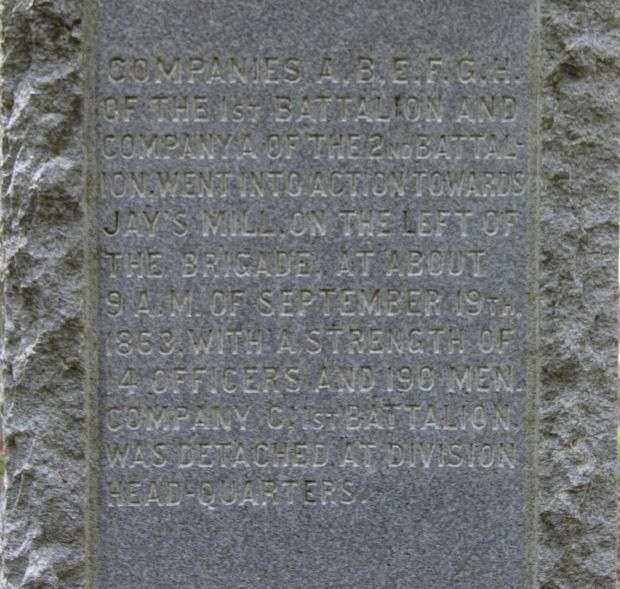 COMPANIES A. B. E. F. G. H.
OF THE 1ST BATTALION AND
COMPANY A OF THE 2ND BATTAL-
ION, WENT INTO ACTION TOWARDS
JAY'S MILL, ON THE LEFT OF
THE BRIGADE, AT ABOUT
9 A.M. OF SEPTEMBER 19TH,
1863, WITH A STRENGTH OF
4 OFFICERS AND 190 MEN.
COMPANY C, 1ST BATTALION
WAS DETACHED AT DIVISION
HEAD-QUARTERS.